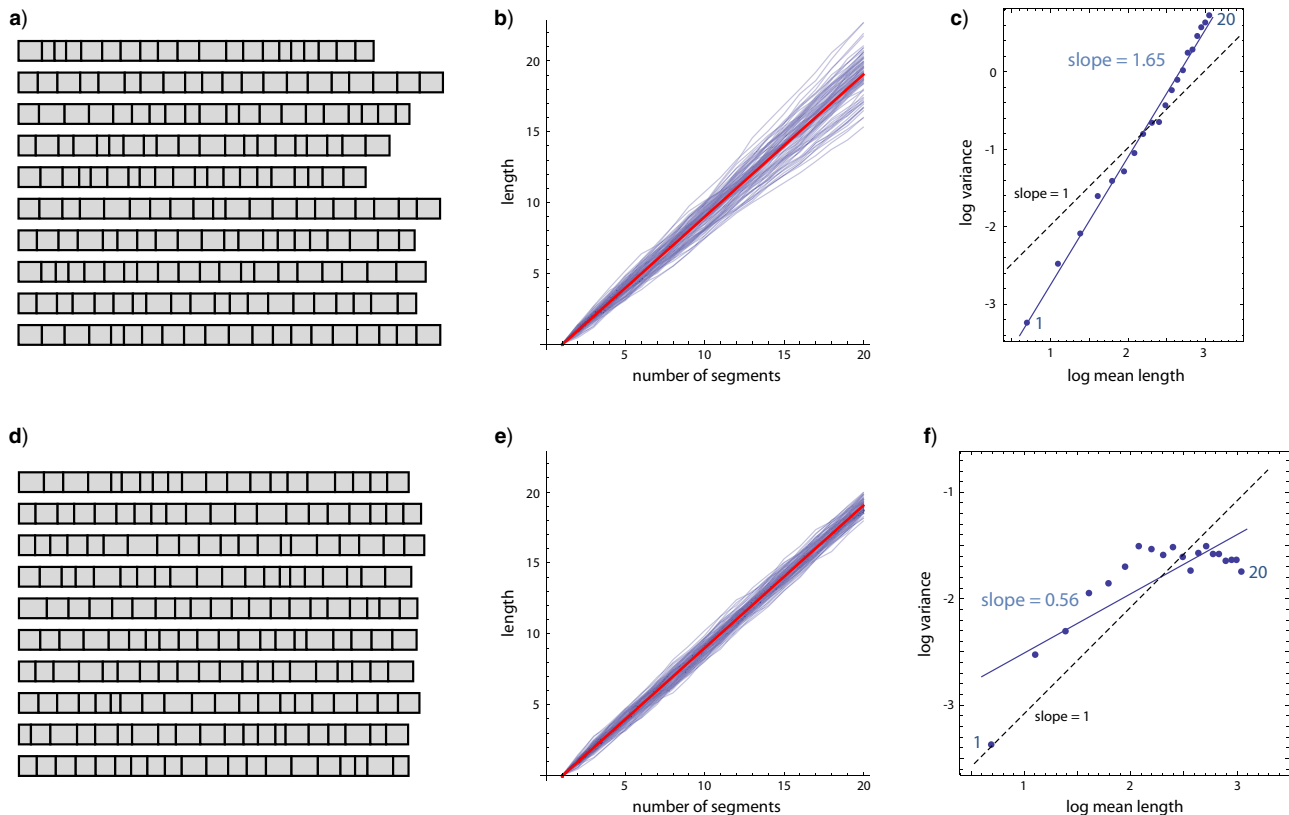 a)
b)
20
15
10
5
length
5
10
15
20
number of segments
c)
20
slope = 1.65
0
-1
-2
-3
slope = 1
1
log variance
1
2
3
log mean length
d)
e)
20
15
10
5
length
5
10
15
20
number of segments
f)
-1
-2
-3
20
slope = 0.56
slope = 1
1
log variance
1
2
3
log mean length